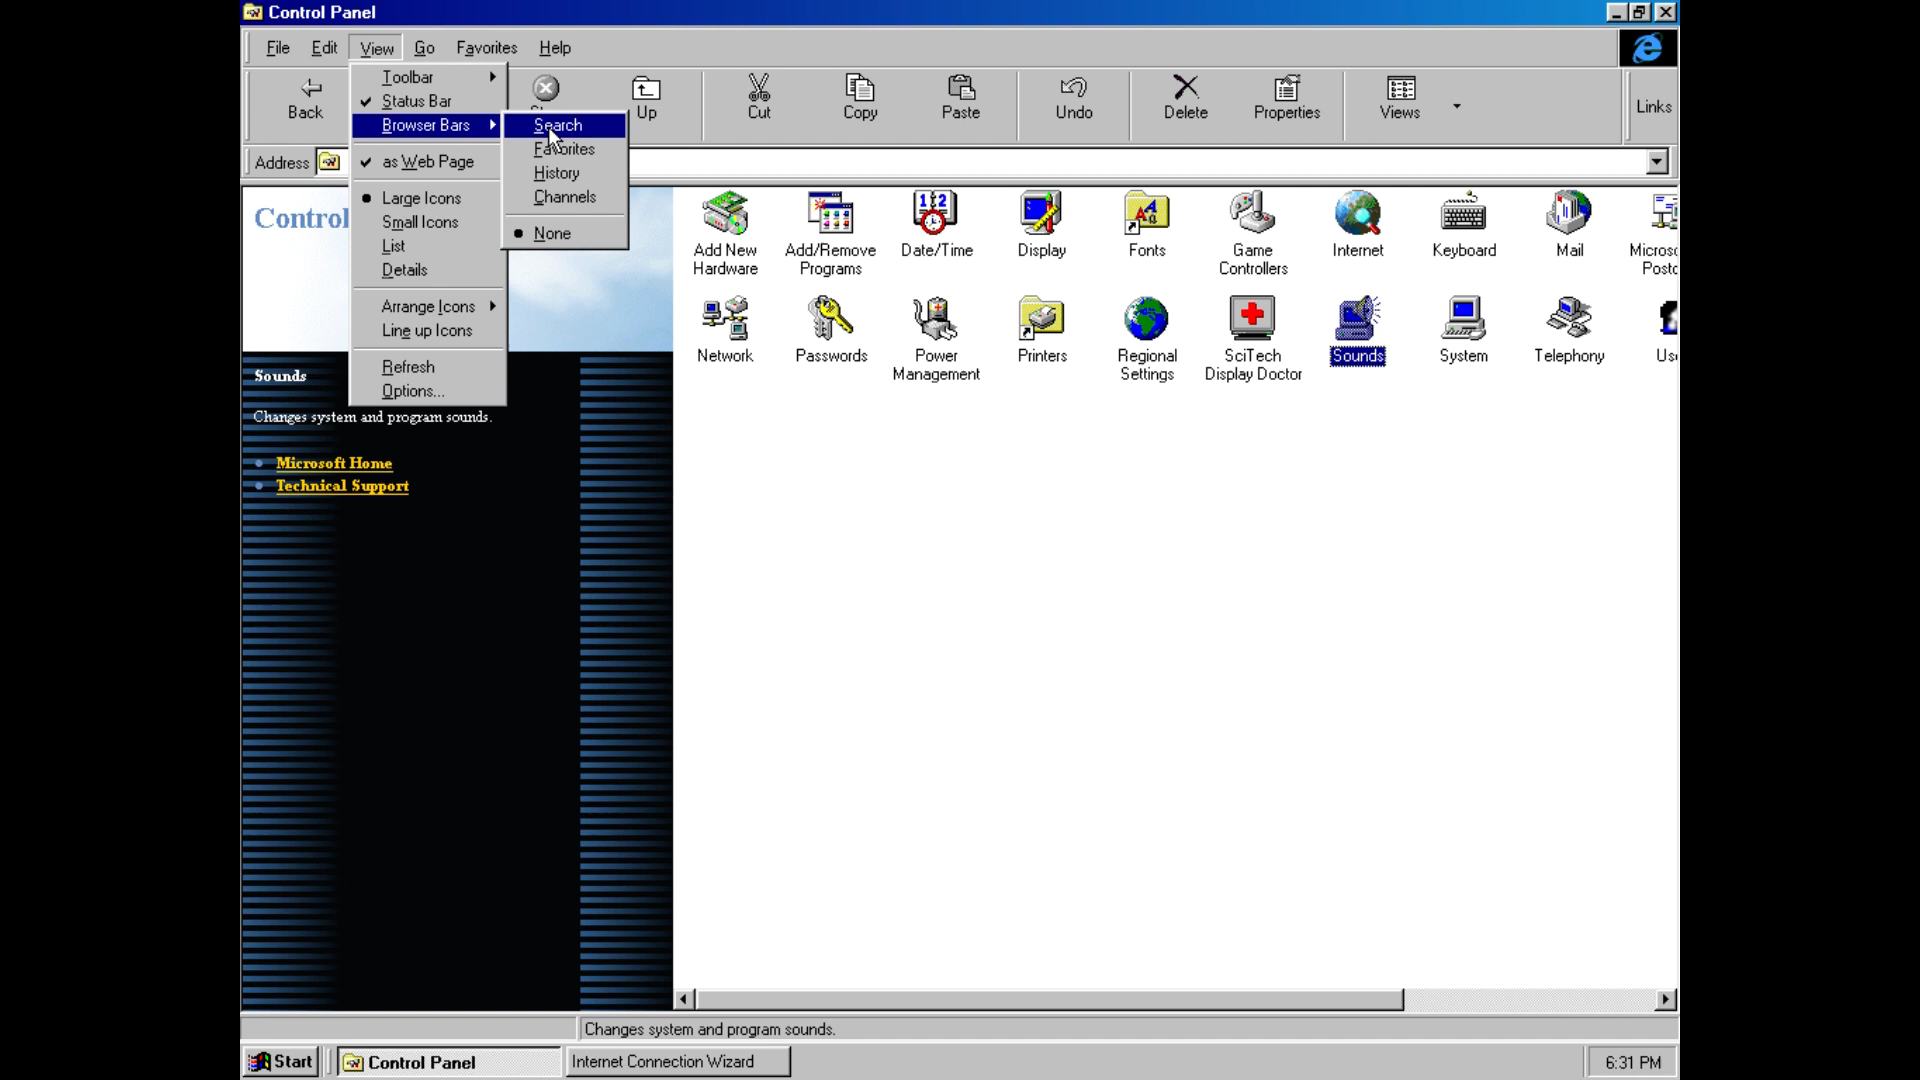 Control Panel
File Edit View Go Favorites Help
Back Up Cut Copy Paste Undo Delete Properties Views Links
Toolbar
Status Bar
Browser Bars
as Web Page
Large Icons
Small Icons
List
Details
Arrange Icons
Line up Icons
Refresh
Options...
Search
Favorites
History
Channels
None
Address
Control
Sounds
Changes system and program sounds.
Microsoft Home
Technical Support
Add New
Hardware
Add/Remove
Programs
Date/Time
Display
Fonts
Game
Controllers
Internet
Keyboard
Mail
Network
Passwords
Power
Management
Printers
Regional
Settings
SciTech
Display Doctor
Sounds
System
Telephony
Changes system and program sounds.
Start Control Panel Internet Connection Wizard 6:31 PM